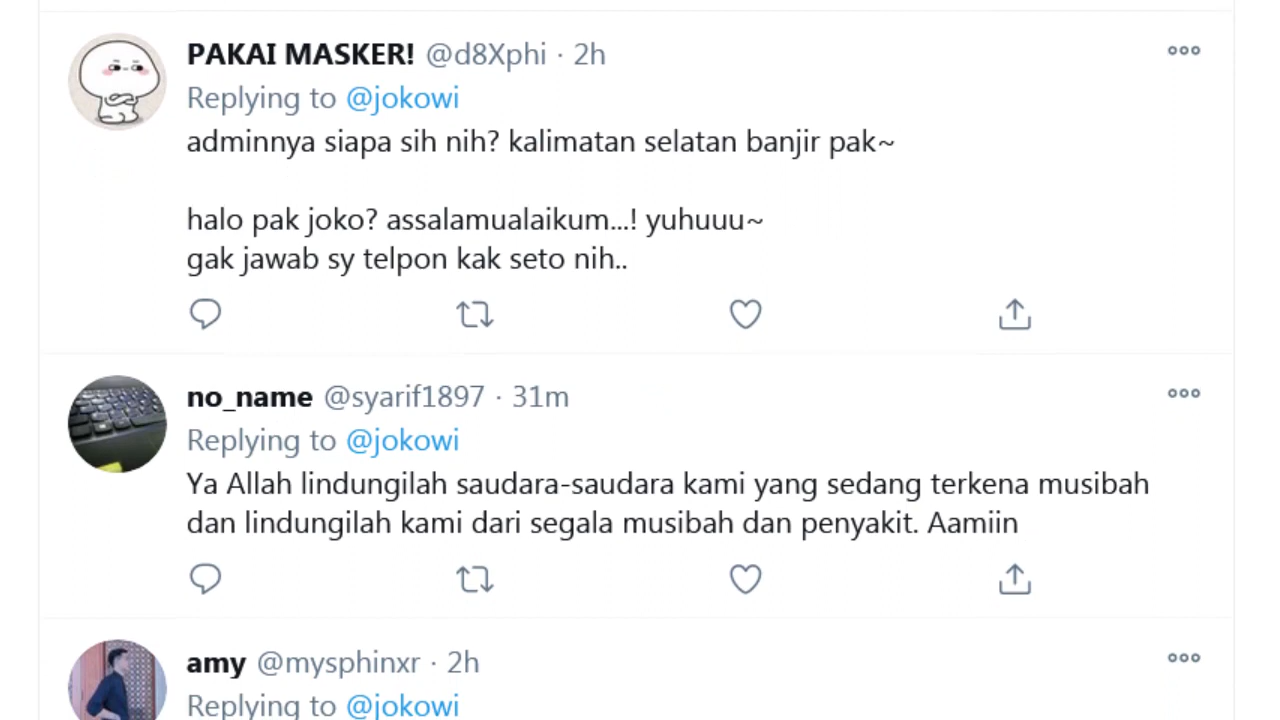 PAKAI MASKER! @d8Xphi · 2h
Replying to @jokowi
adminnya siapa sih nih? kalimatan selatan banjir pak~
halo pak joko? assalamualaikum...! yuhuuu~
gak jawab sy telpon kak seto nih..
no_name @syarif1897 · 31m
Replying to @jokowi
Ya Allah lindungilah saudara-saudara kami yang sedang terkena musibah
dan lindungilah kami dari segala musibah dan penyakit. Aamiin
amy @mysphinxr · 2h
Replying to @jokowi